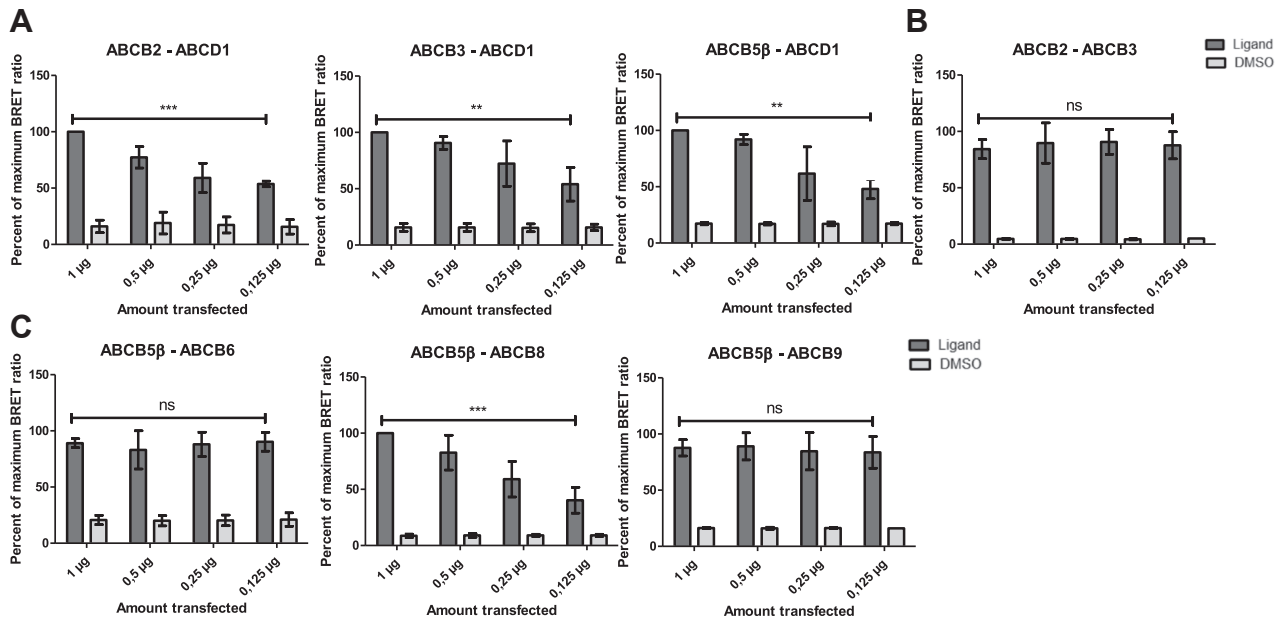 A
ABCB2 - ABCD1
Percent of maximum BRET ratio
150
100
50
0
***
1 µg
0,5 µg
0,25 µg
0,125 µg
Amount transfected
ABCB3 - ABCD1
Percent of maximum BRET ratio
150
100
50
0
**
1 µg
0,5 µg
0,25 µg
0,125 µg
Amount transfected
ABCB5β - ABCD1
Percent of maximum BRET ratio
150
100
50
0
**
1 µg
0,5 µg
0,25 µg
0,125 µg
Amount transfected
B
ABCB2 - ABCB3
Ligand
DMSO
Percent of maximum BRET ratio
150
100
50
0
ns
1 µg
0,5 µg
0,25 µg
0,125 µg
Amount transfected
C
ABCB5β - ABCB6
Percent of maximum BRET ratio
150
100
50
0
ns
1 µg
0,5 µg
0,25 µg
0,125 µg
Amount transfected
ABCB5β - ABCB8
Percent of maximum BRET ratio
150
100
50
0
***
1 µg
0,5 µg
0,25 µg
0,125 µg
Amount transfected
ABCB5β - ABCB9
Percent of maximum BRET ratio
150
100
50
0
ns
1 µg
0,5 µg
0,25 µg
0,125 µg
Amount transfected
Ligand
DMSO